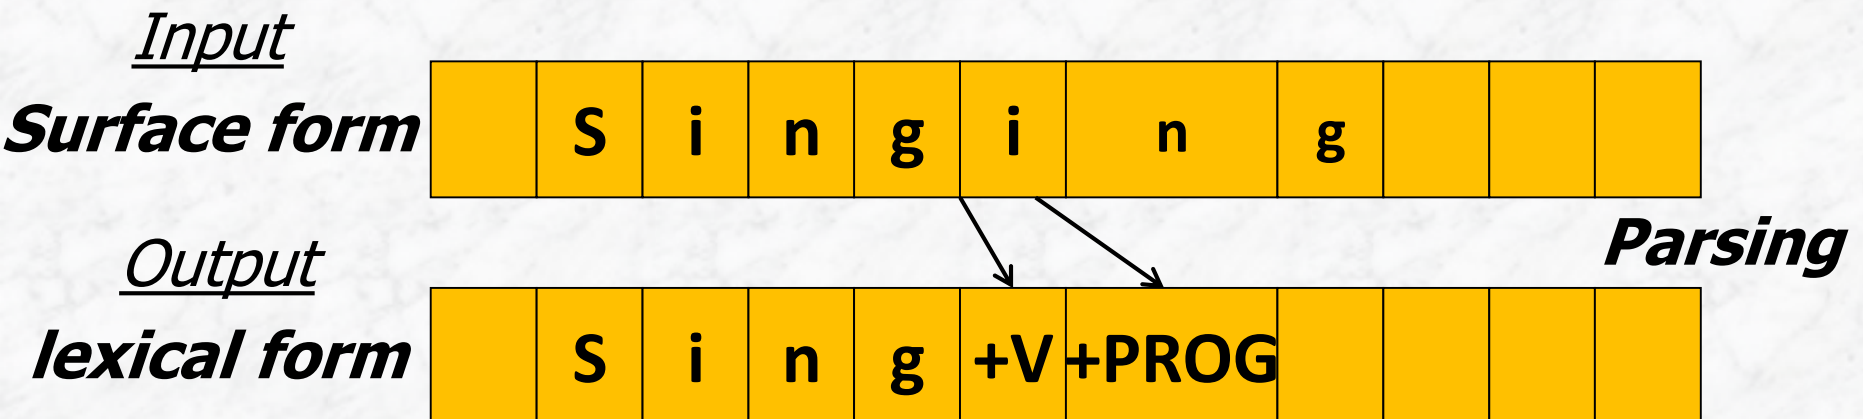 Input
Surface form S i n g i n g
Parsing
Output
lexical form S i n g +V +PROG